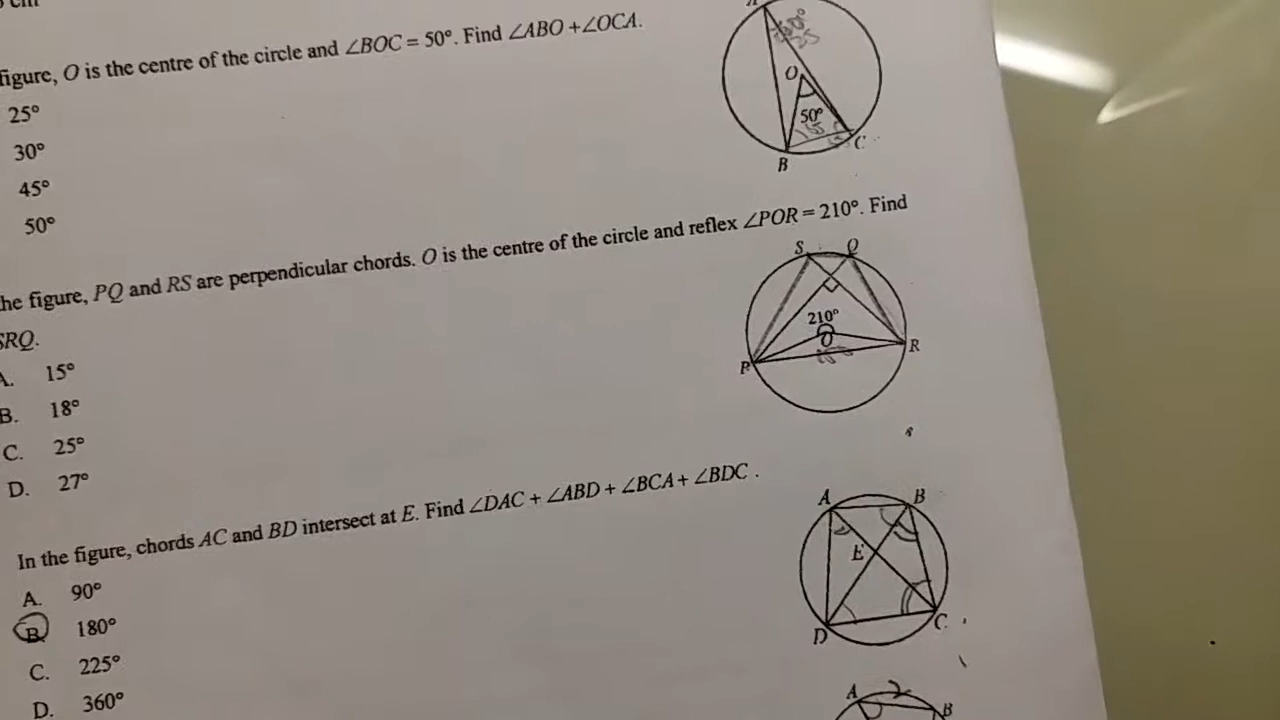 cm
figure, O is the centre of the circle and ∠BOC = 50°. Find ∠ABO +∠OCA.
25°
30°
45°
50°
A
O
50°
B
C
he figure, PQ and RS are perpendicular chords. O is the centre of the circle and reflex ∠POR = 210°. Find
SRQ.
A. 15°
B. 18°
C. 25°
D. 27°
S Q
210°
O
P R
In the figure, chords AC and BD intersect at E. Find ∠DAC + ∠ABD + ∠BCA + ∠BDC .
A. 90°
B. 180°
C. 225°
D. 360°
A B
E
D C
A B